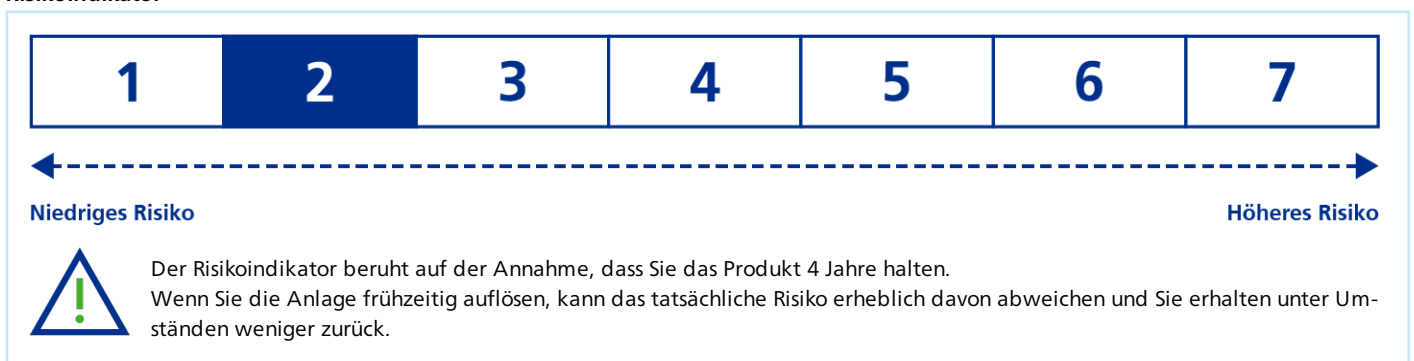 Risikoindikator
1 2 3 4 5 6 7
Niedriges Risiko Höheres Risiko
Der Risikoindikator beruht auf der Annahme, dass Sie das Produkt 4 Jahre halten.
Wenn Sie die Anlage frühzeitig auflösen, kann das tatsächliche Risiko erheblich davon abweichen und Sie erhalten unter Um-
ständen weniger zurück.